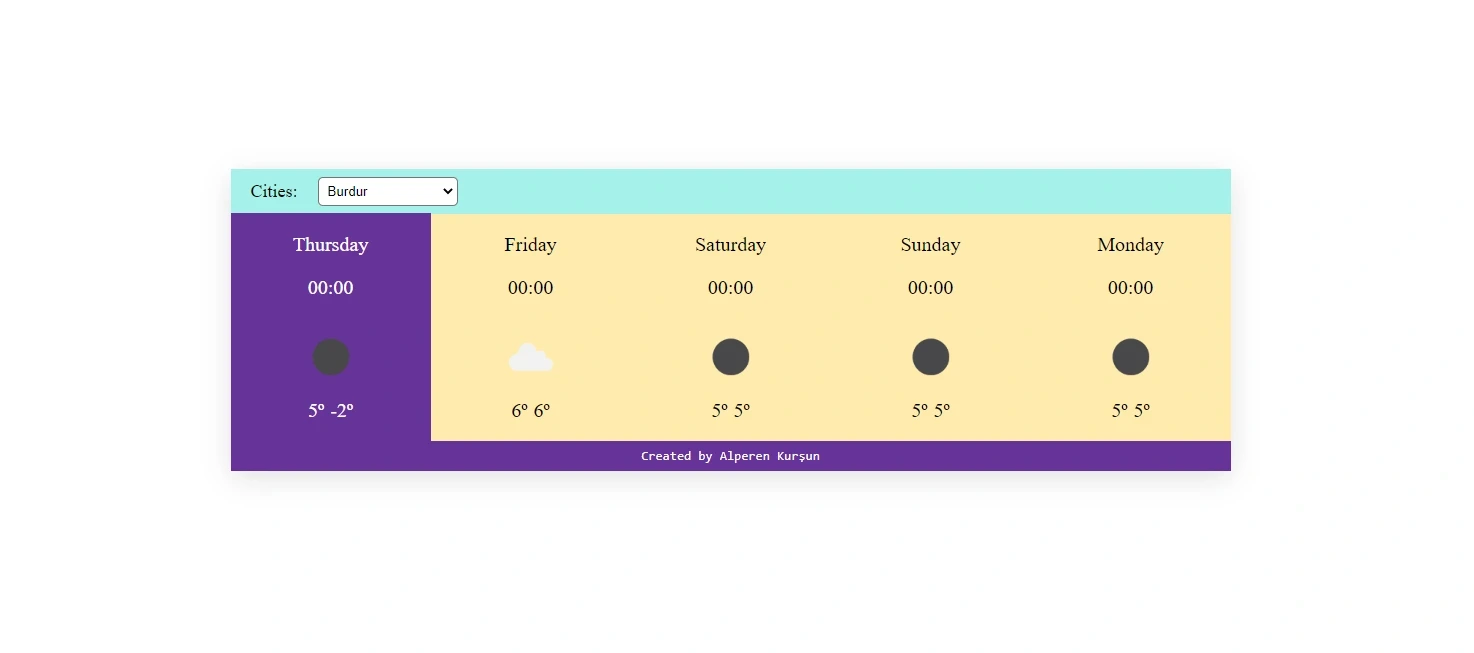 Cities: Burdur
Thursday Friday Saturday Sunday Monday
00:00 00:00 00:00 00:00 00:00
5º -2º 6º 6º 5º 5º 5º 5º 5º 5º
Created by Alperen Kurşun